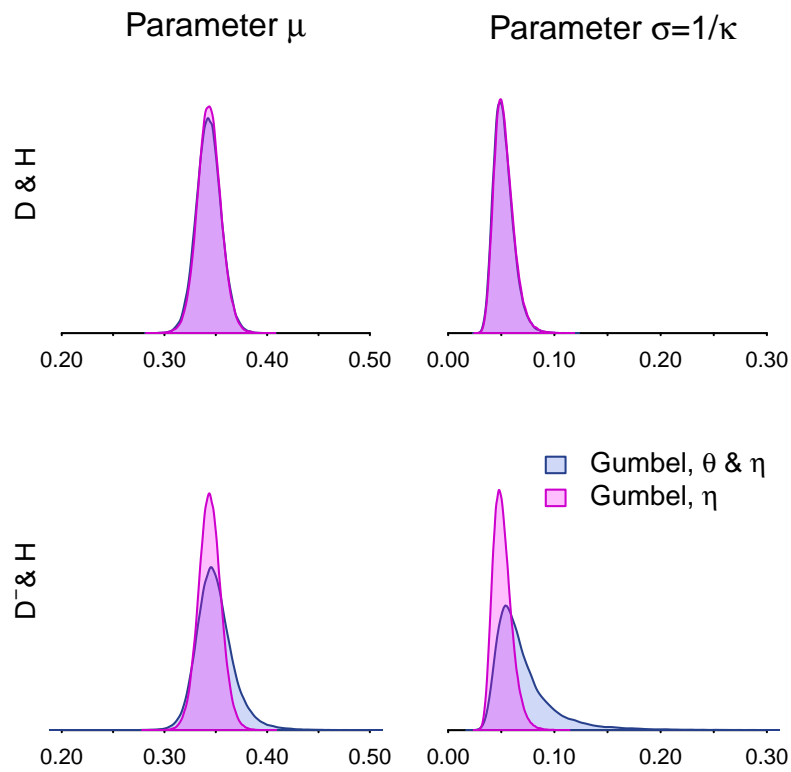 Parameter μ
Parameter σ=1/κ
D & H
0.20 0.30 0.40 0.50
0.00 0.10 0.20 0.30
Gumbel, θ & η
Gumbel, η
D⁻& H
0.20 0.30 0.40 0.50
0.00 0.10 0.20 0.30